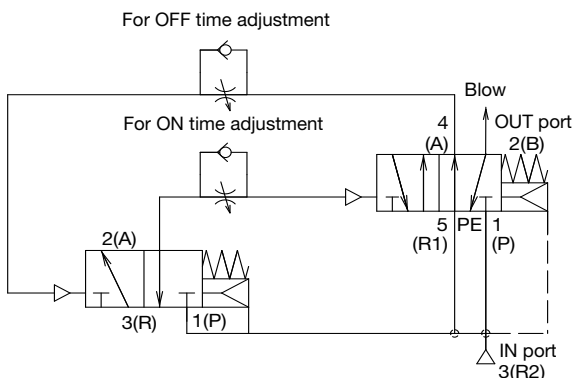 For OFF time adjustment
Blow
4
(A)
OUT port
2(B)
For ON time adjustment
5
(R1)
PE
1
(P)
2(A)
3(R)
1(P)
IN port
3(R2)